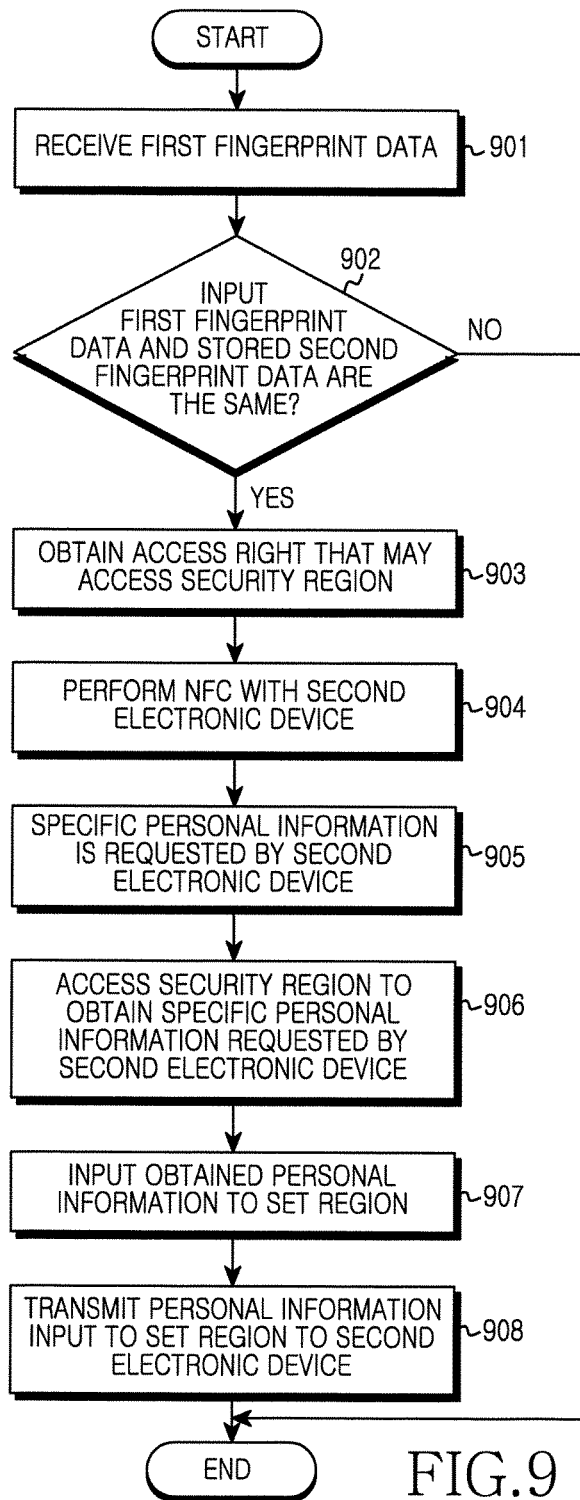 START
RECEIVE FIRST FINGERPRINT DATA
901
902
INPUT
FIRST FINGERPRINT
DATA AND STORED SECOND
FINGERPRINT DATA ARE
THE SAME?
NO
YES
OBTAIN ACCESS RIGHT THAT MAY
ACCESS SECURITY REGION
903
PERFORM NFC WITH SECOND
ELECTRONIC DEVICE
904
SPECIFIC PERSONAL INFORMATION
IS REQUESTED BY SECOND
ELECTRONIC DEVICE
905
ACCESS SECURITY REGION TO
OBTAIN SPECIFIC PERSONAL
INFORMATION REQUESTED BY
SECOND ELECTRONIC DEVICE
906
INPUT OBTAINED PERSONAL
INFORMATION TO SET REGION
907
TRANSMIT PERSONAL INFORMATION
INPUT TO SET REGION TO SECOND
ELECTRONIC DEVICE
908
END
FIG.9